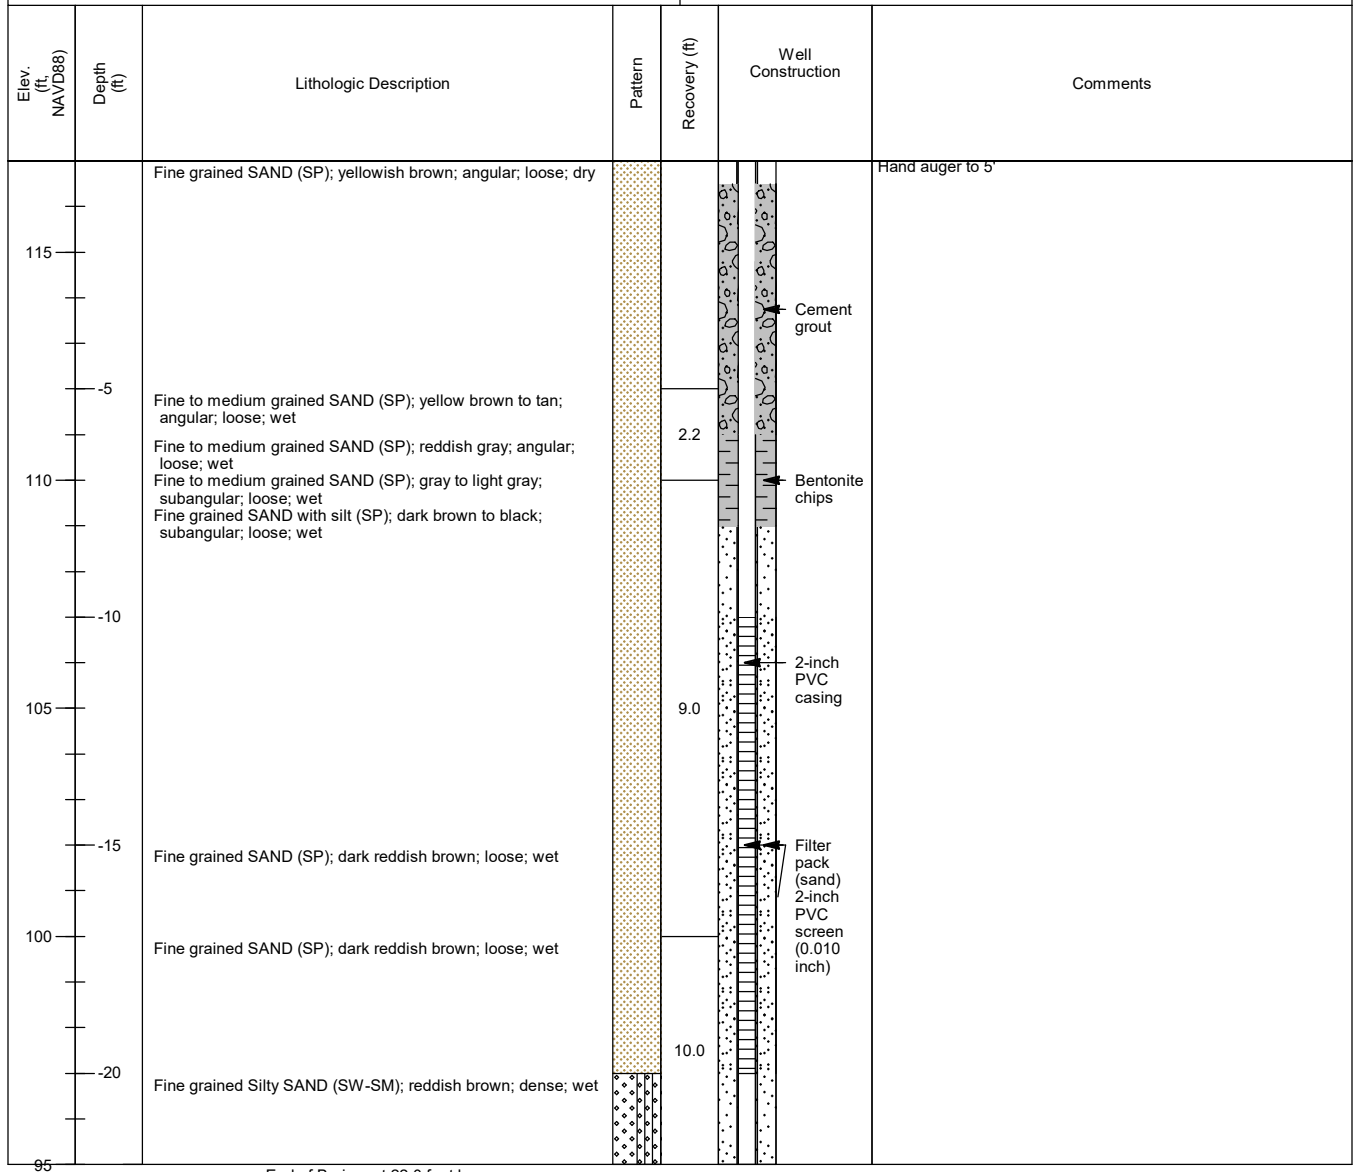 Elev.
(ft,
NAVD88)
Depth
(ft)
Lithologic Description
Pattern
Recovery (ft)
Well
Construction
Comments
Fine grained SAND (SP); yellowish brown; angular; loose; dry
Hand auger to 5'
115
Cement
grout
-5
Fine to medium grained SAND (SP); yellow brown to tan;
angular; loose; wet
2.2
Fine to medium grained SAND (SP); reddish gray; angular;
loose; wet
110
Fine to medium grained SAND (SP); gray to light gray;
subangular; loose; wet
Bentonite
chips
Fine grained SAND with silt (SP); dark brown to black;
subangular; loose; wet
-10
2-inch
PVC
casing
105
9.0
-15
Fine grained SAND (SP); dark reddish brown; loose; wet
Filter
pack
(sand)
2-inch
PVC
screen
(0.010
inch)
100
Fine grained SAND (SP); dark reddish brown; loose; wet
10.0
-20
Fine grained Silty SAND (SW-SM); reddish brown; dense; wet
95